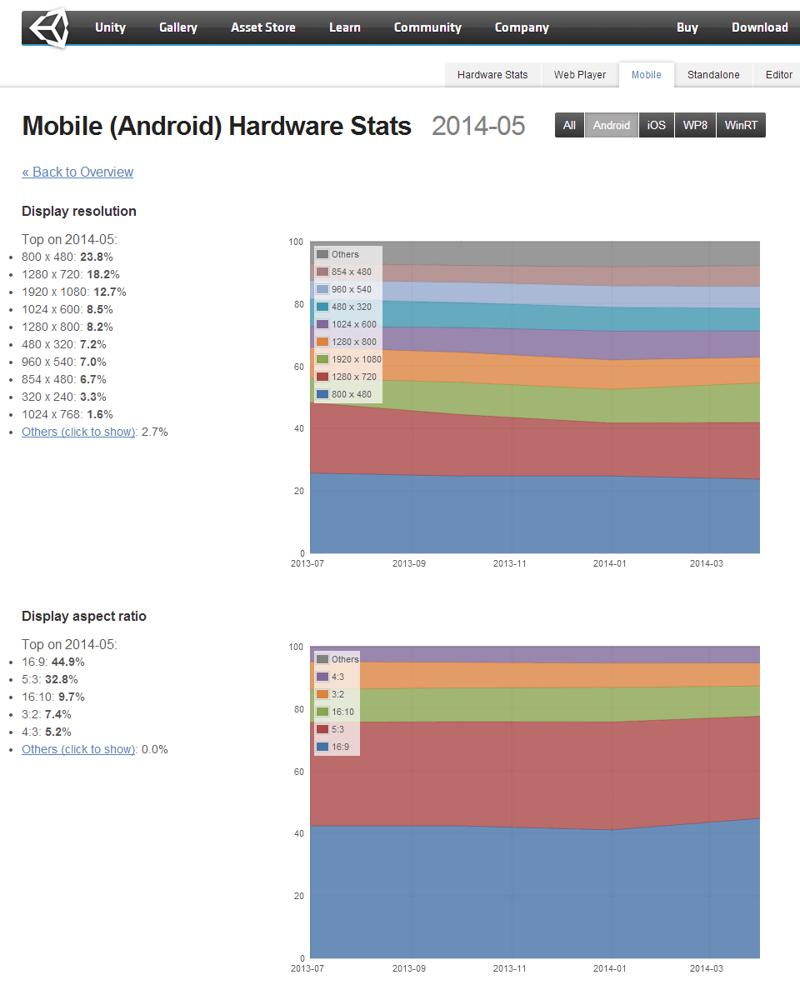 Unity Gallery Asset Store Learn Community Company Buy Download
Hardware Stats Web Player Mobile Standalone Editor
Mobile (Android) Hardware Stats 2014-05 All Android iOS WP8 WinRT
« Back to Overview
Display resolution
Top on 2014-05:
800 x 480: 23.8%
1280 x 720: 18.2%
1920 x 1080: 12.7%
1024 x 600: 8.5%
1280 x 800: 8.2%
480 x 320: 7.2%
960 x 540: 7.0%
854 x 480: 6.7%
320 x 240: 3.3%
1024 x 768: 1.6%
Others (click to show): 2.7%
100
80
60
40
20
0
Others
854 x 480
960 x 540
480 x 320
1024 x 600
1280 x 800
1920 x 1080
1280 x 720
800 x 480
2013-07 2013-09 2013-11 2014-01 2014-03
Display aspect ratio
Top on 2014-05:
16:9: 44.9%
5:3: 32.8%
16:10: 9.7%
3:2: 7.4%
4:3: 5.2%
Others (click to show): 0.0%
100
80
60
40
20
0
Others
4:3
3:2
16:10
5:3
16:9
2013-07 2013-09 2013-11 2014-01 2014-03